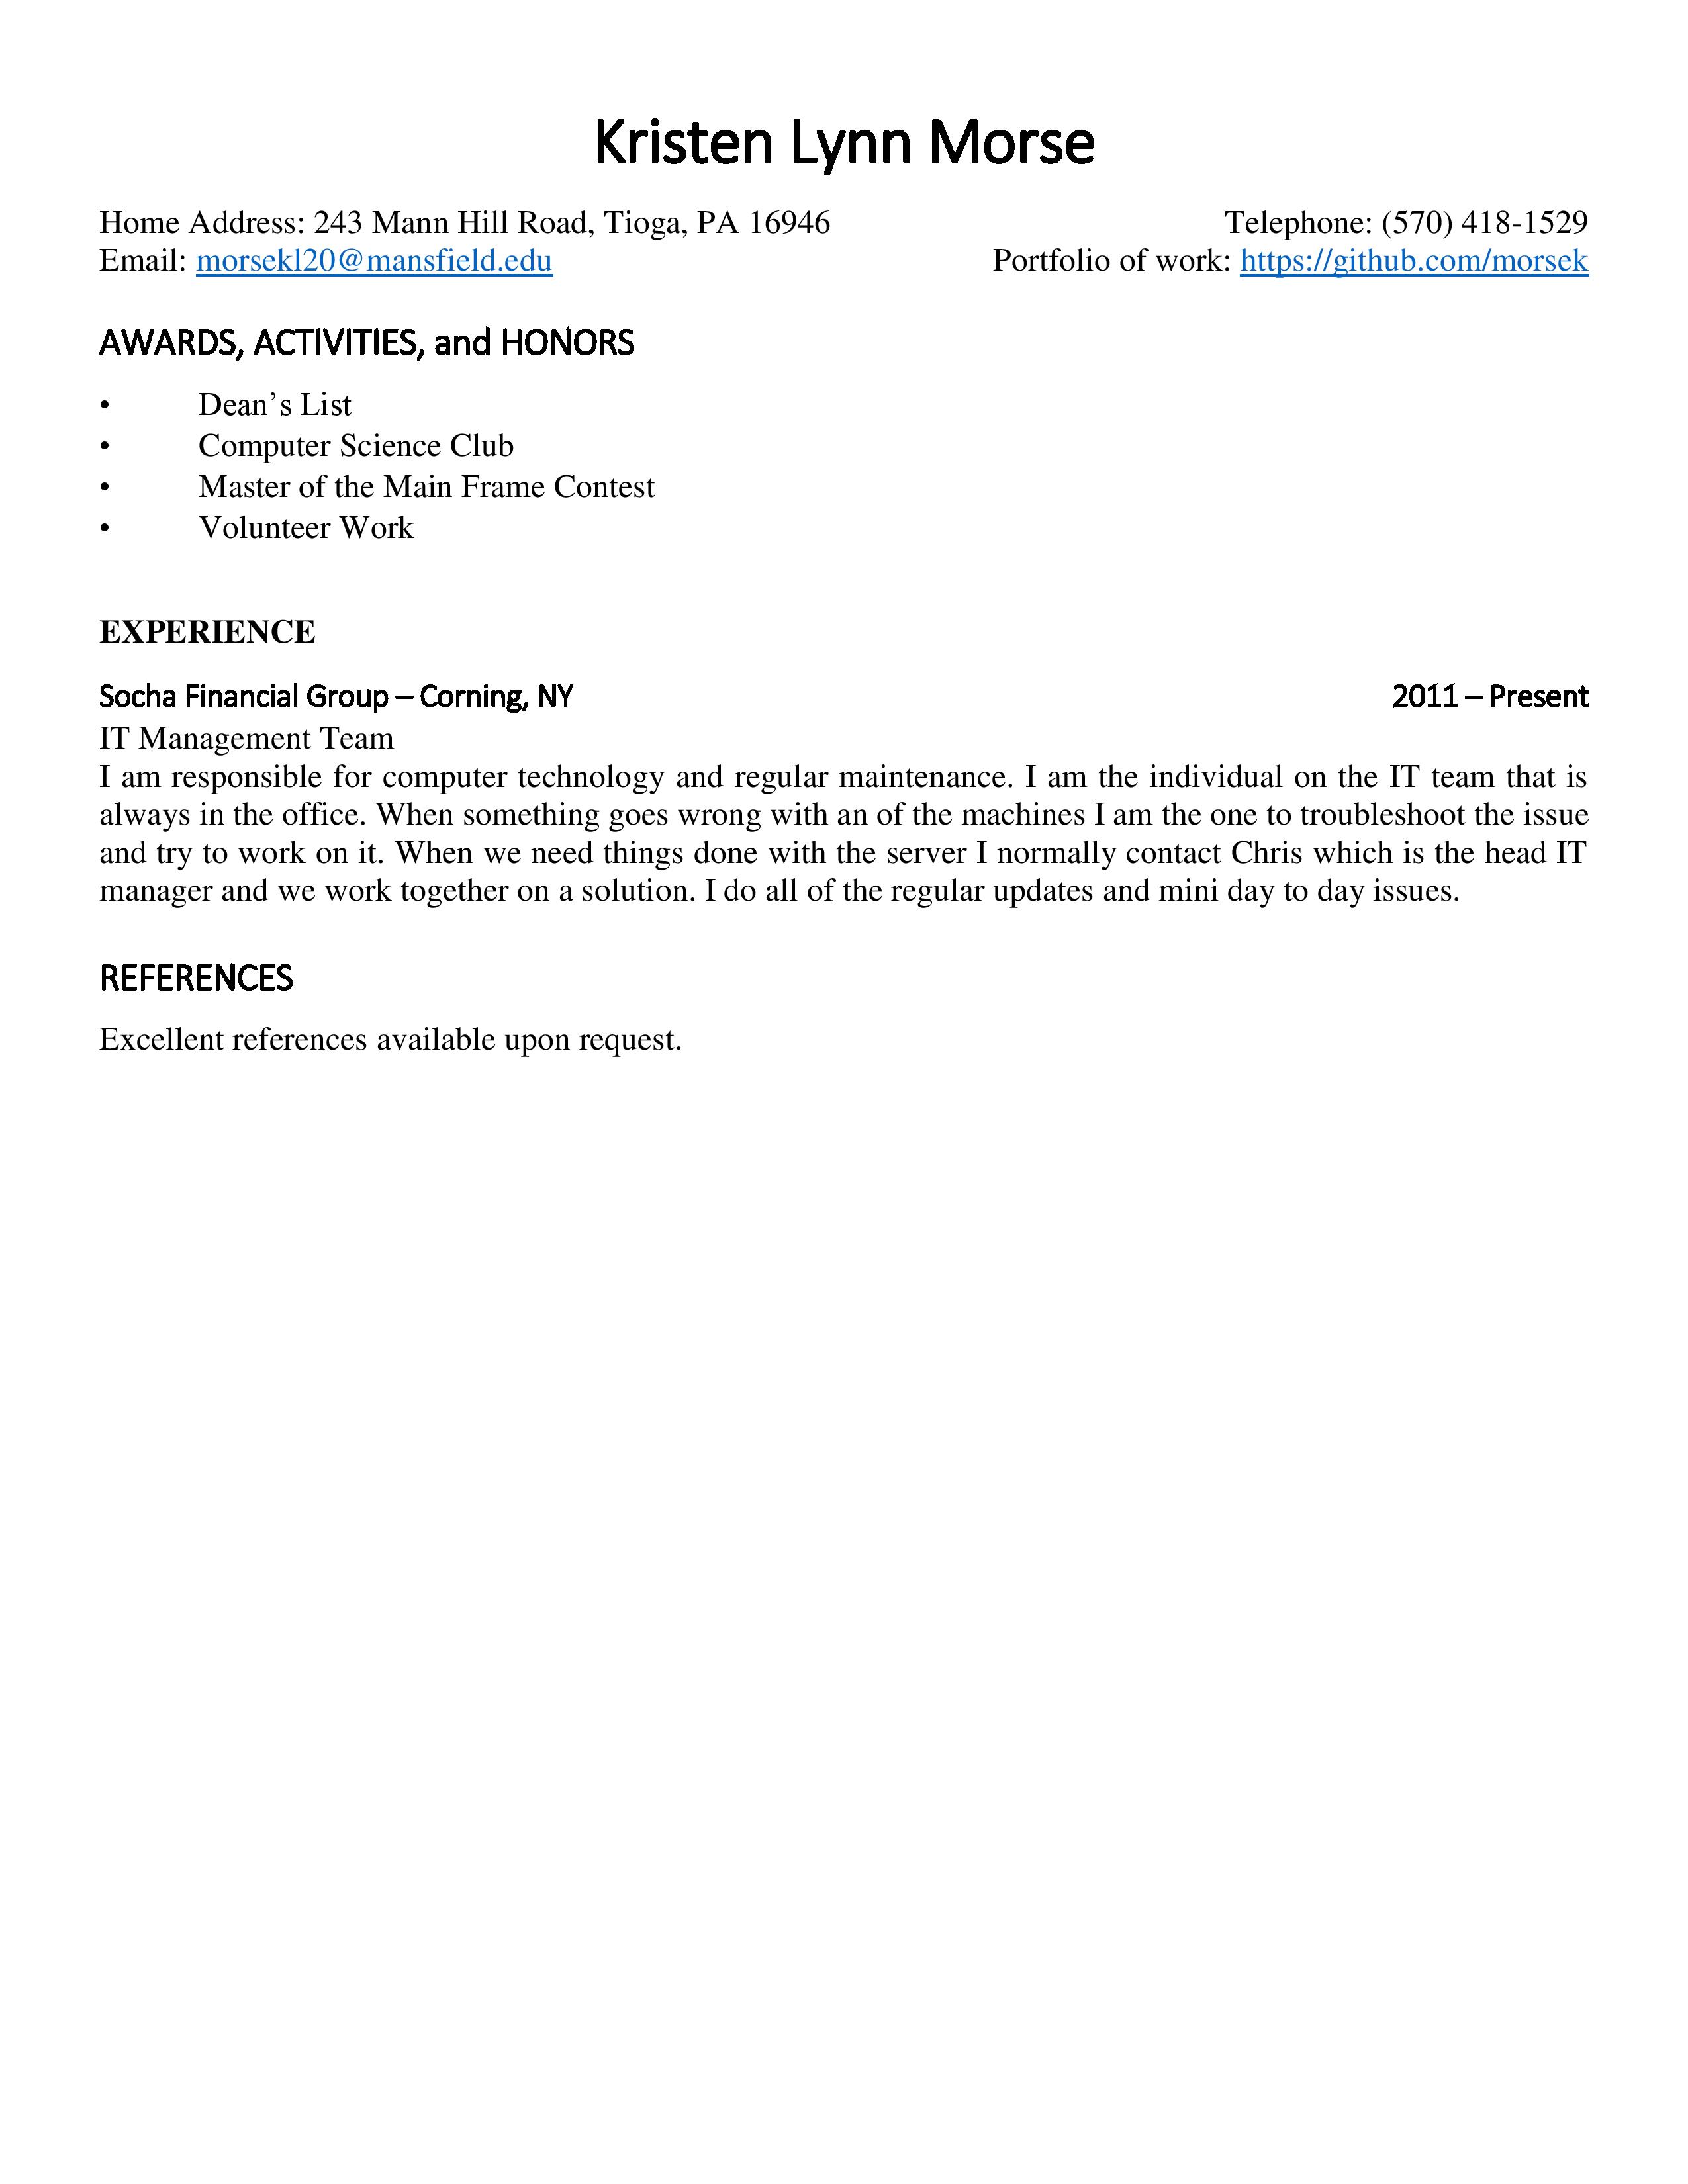 Kristen Lynn Morse
Home Address: 243 Mann Hill Road, Tioga, PA 16946 Telephone: (570) 418-1529
Email: morsekl20@mansfield.edu Portfolio of work: https://github.com/morsek
AWARDS, ACTIVITIES, and HONORS
• Dean’s List
• Computer Science Club
• Master of the Main Frame Contest
• Volunteer Work
EXPERIENCE
Socha Financial Group – Corning, NY 2011 – Present
IT Management Team
I am responsible for computer technology and regular maintenance. I am the individual on the IT team that is
always in the office. When something goes wrong with an of the machines I am the one to troubleshoot the issue
and try to work on it. When we need things done with the server I normally contact Chris which is the head IT
manager and we work together on a solution. I do all of the regular updates and mini day to day issues.
REFERENCES
Excellent references available upon request.